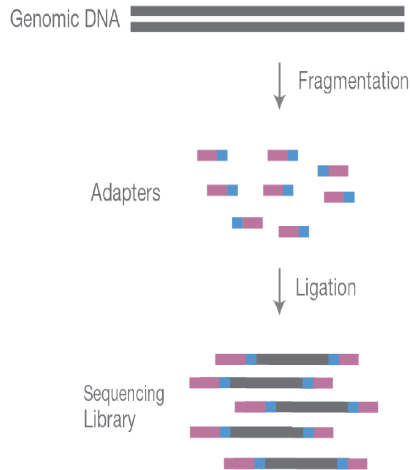 Genomic DNA
Fragmentation
Adapters
Ligation
Sequencing
Library